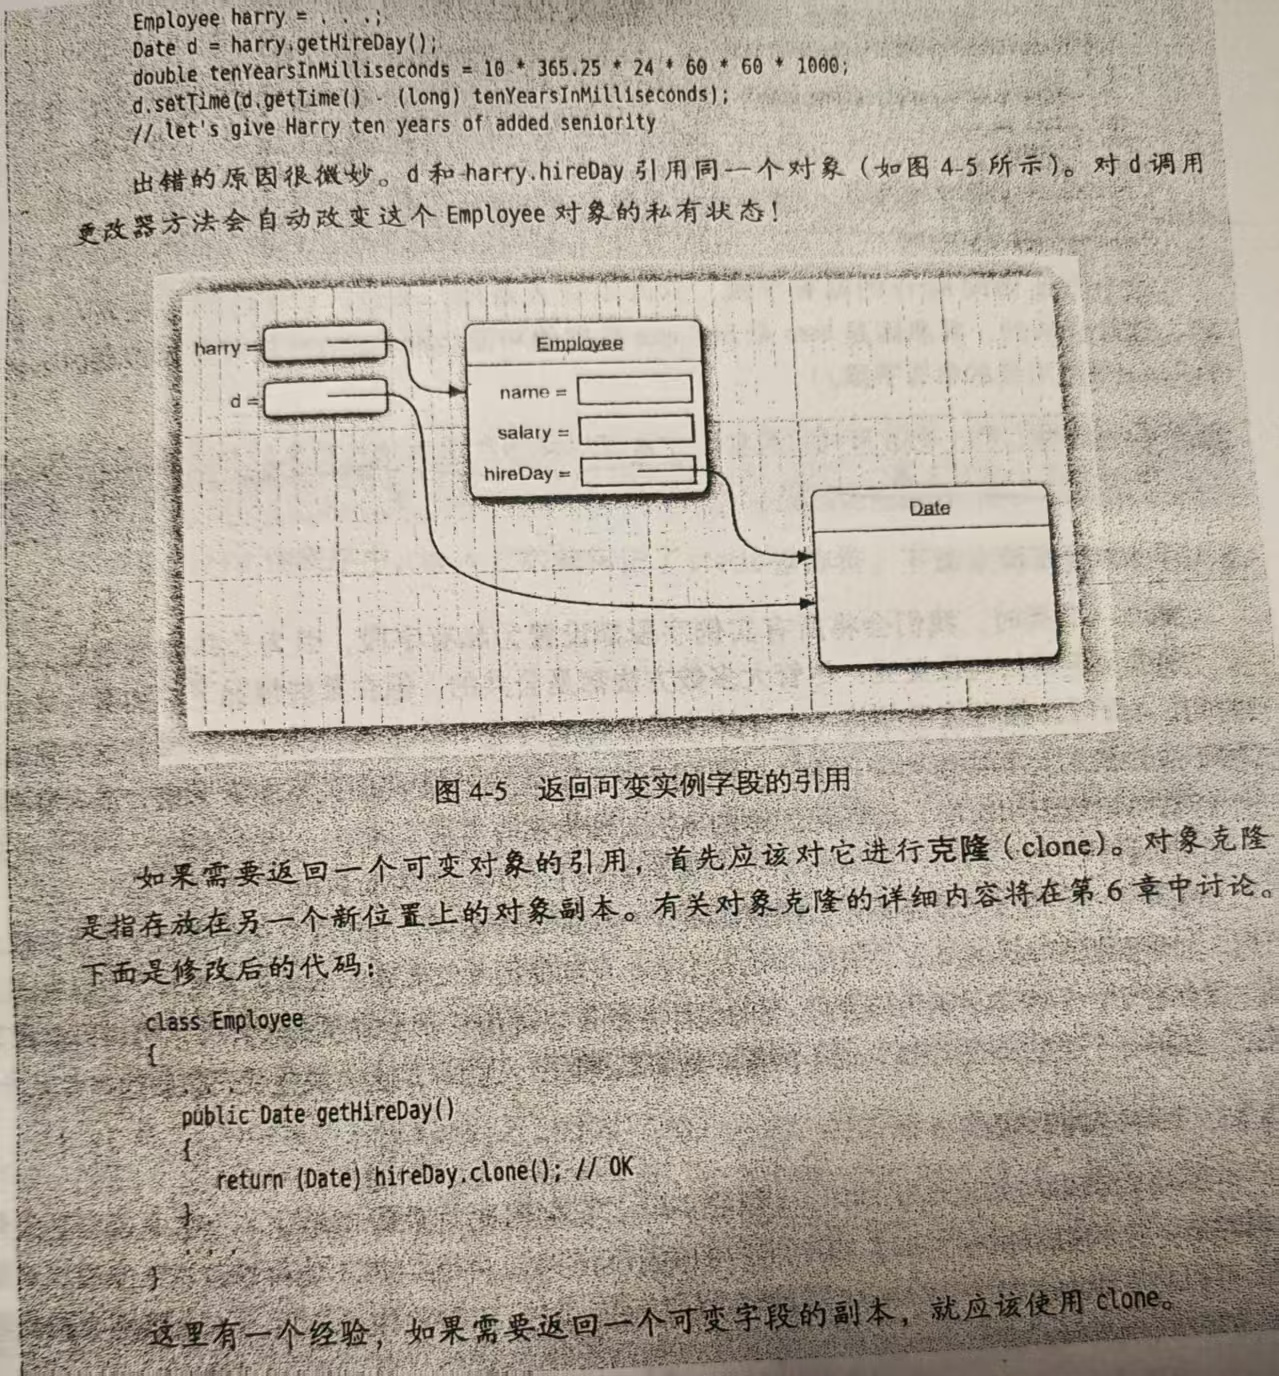 Employee harry = . . .;
Date d = harry.getHireDay();
double tenYearsInMilliseconds = 10 * 365.25 * 24 * 60 * 60 * 1000;
d.setTime(d.getTime() - (long) tenYearsInMilliseconds);
// let's give Harry ten years of added seniority
出错的原因很微妙。d 和 harry.hireDay 引用同一个对象（如图 4-5 所示）。对 d 调用
更改器方法会自动改变这个 Employee 对象的私有状态！
harry =
d =
Employee
name =
salary =
hireDay =
Date
图 4-5 返回可变实例字段的引用
如果需要返回一个可变对象的引用，首先应该对它进行克隆（clone）。对象克隆
是指存放在另一个新位置上的对象副本。有关对象克隆的详细内容将在第 6 章中讨论。
下面是修改后的代码：
class Employee
{
. . .
public Date getHireDay()
{
return (Date) hireDay.clone(); // OK
}
. . .
}
这里有一个经验，如果需要返回一个可变字段的副本，就应该使用 clone。